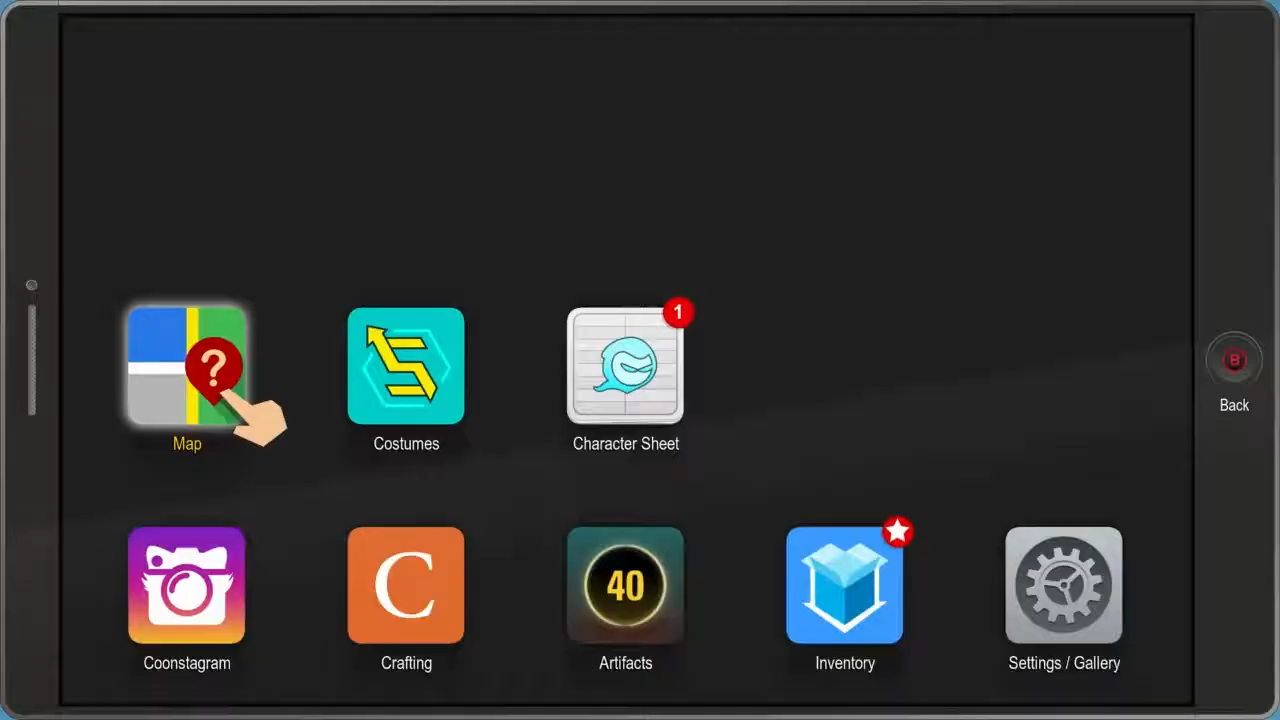 ?
1
Map
Costumes
Character Sheet
B
Back
C
40
Coonstagram
Crafting
Artifacts
Inventory
Settings / Gallery